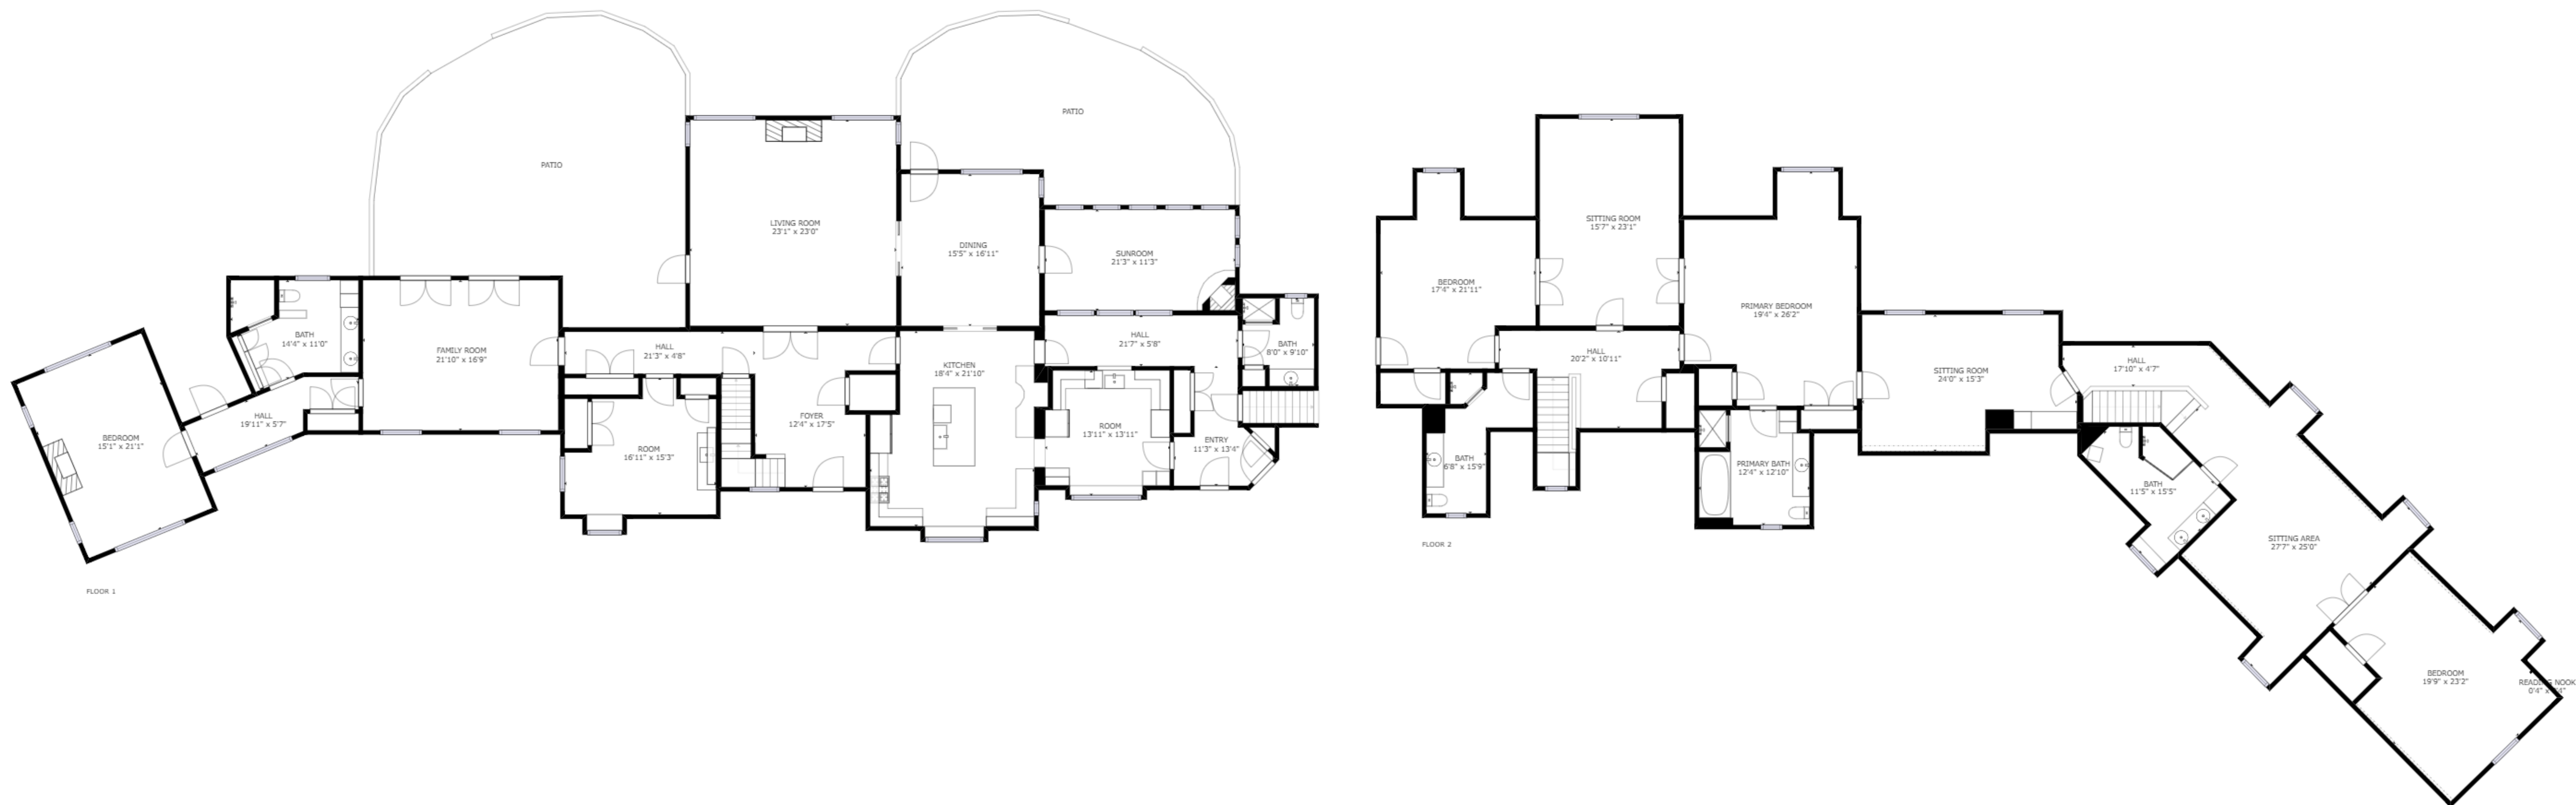 PATIO
PATIO
LIVING ROOM
23'1" x 23'0"
DINING
15'5" x 16'11"
SUNROOM
21'3" x 11'3"
BATH
14'4" x 11'0"
FAMILY ROOM
21'10" x 16'9"
HALL
21'3" x 4'8"
KITCHEN
18'4" x 21'10"
HALL
21'7" x 5'8"
BATH
8'0" x 9'10"
BEDROOM
15'1" x 21'1"
HALL
19'11" x 5'7"
ROOM
16'11" x 15'3"
FOYER
12'4" x 17'5"
ROOM
13'11" x 13'11"
ENTRY
11'3" x 13'4"
FLOOR 1
SITTING ROOM
15'7" x 23'1"
BEDROOM
17'4" x 21'11"
PRIMARY BEDROOM
19'4" x 26'2"
HALL
20'2" x 10'11"
SITTING ROOM
24'0" x 15'3"
HALL
17'10" x 4'7"
BATH
6'8" x 15'9"
PRIMARY BATH
12'4" x 12'10"
BATH
11'5" x 15'5"
SITTING AREA
27'7" x 25'0"
BEDROOM
19'9" x 23'2"
READING NOOK
0'4" x
FLOOR 2